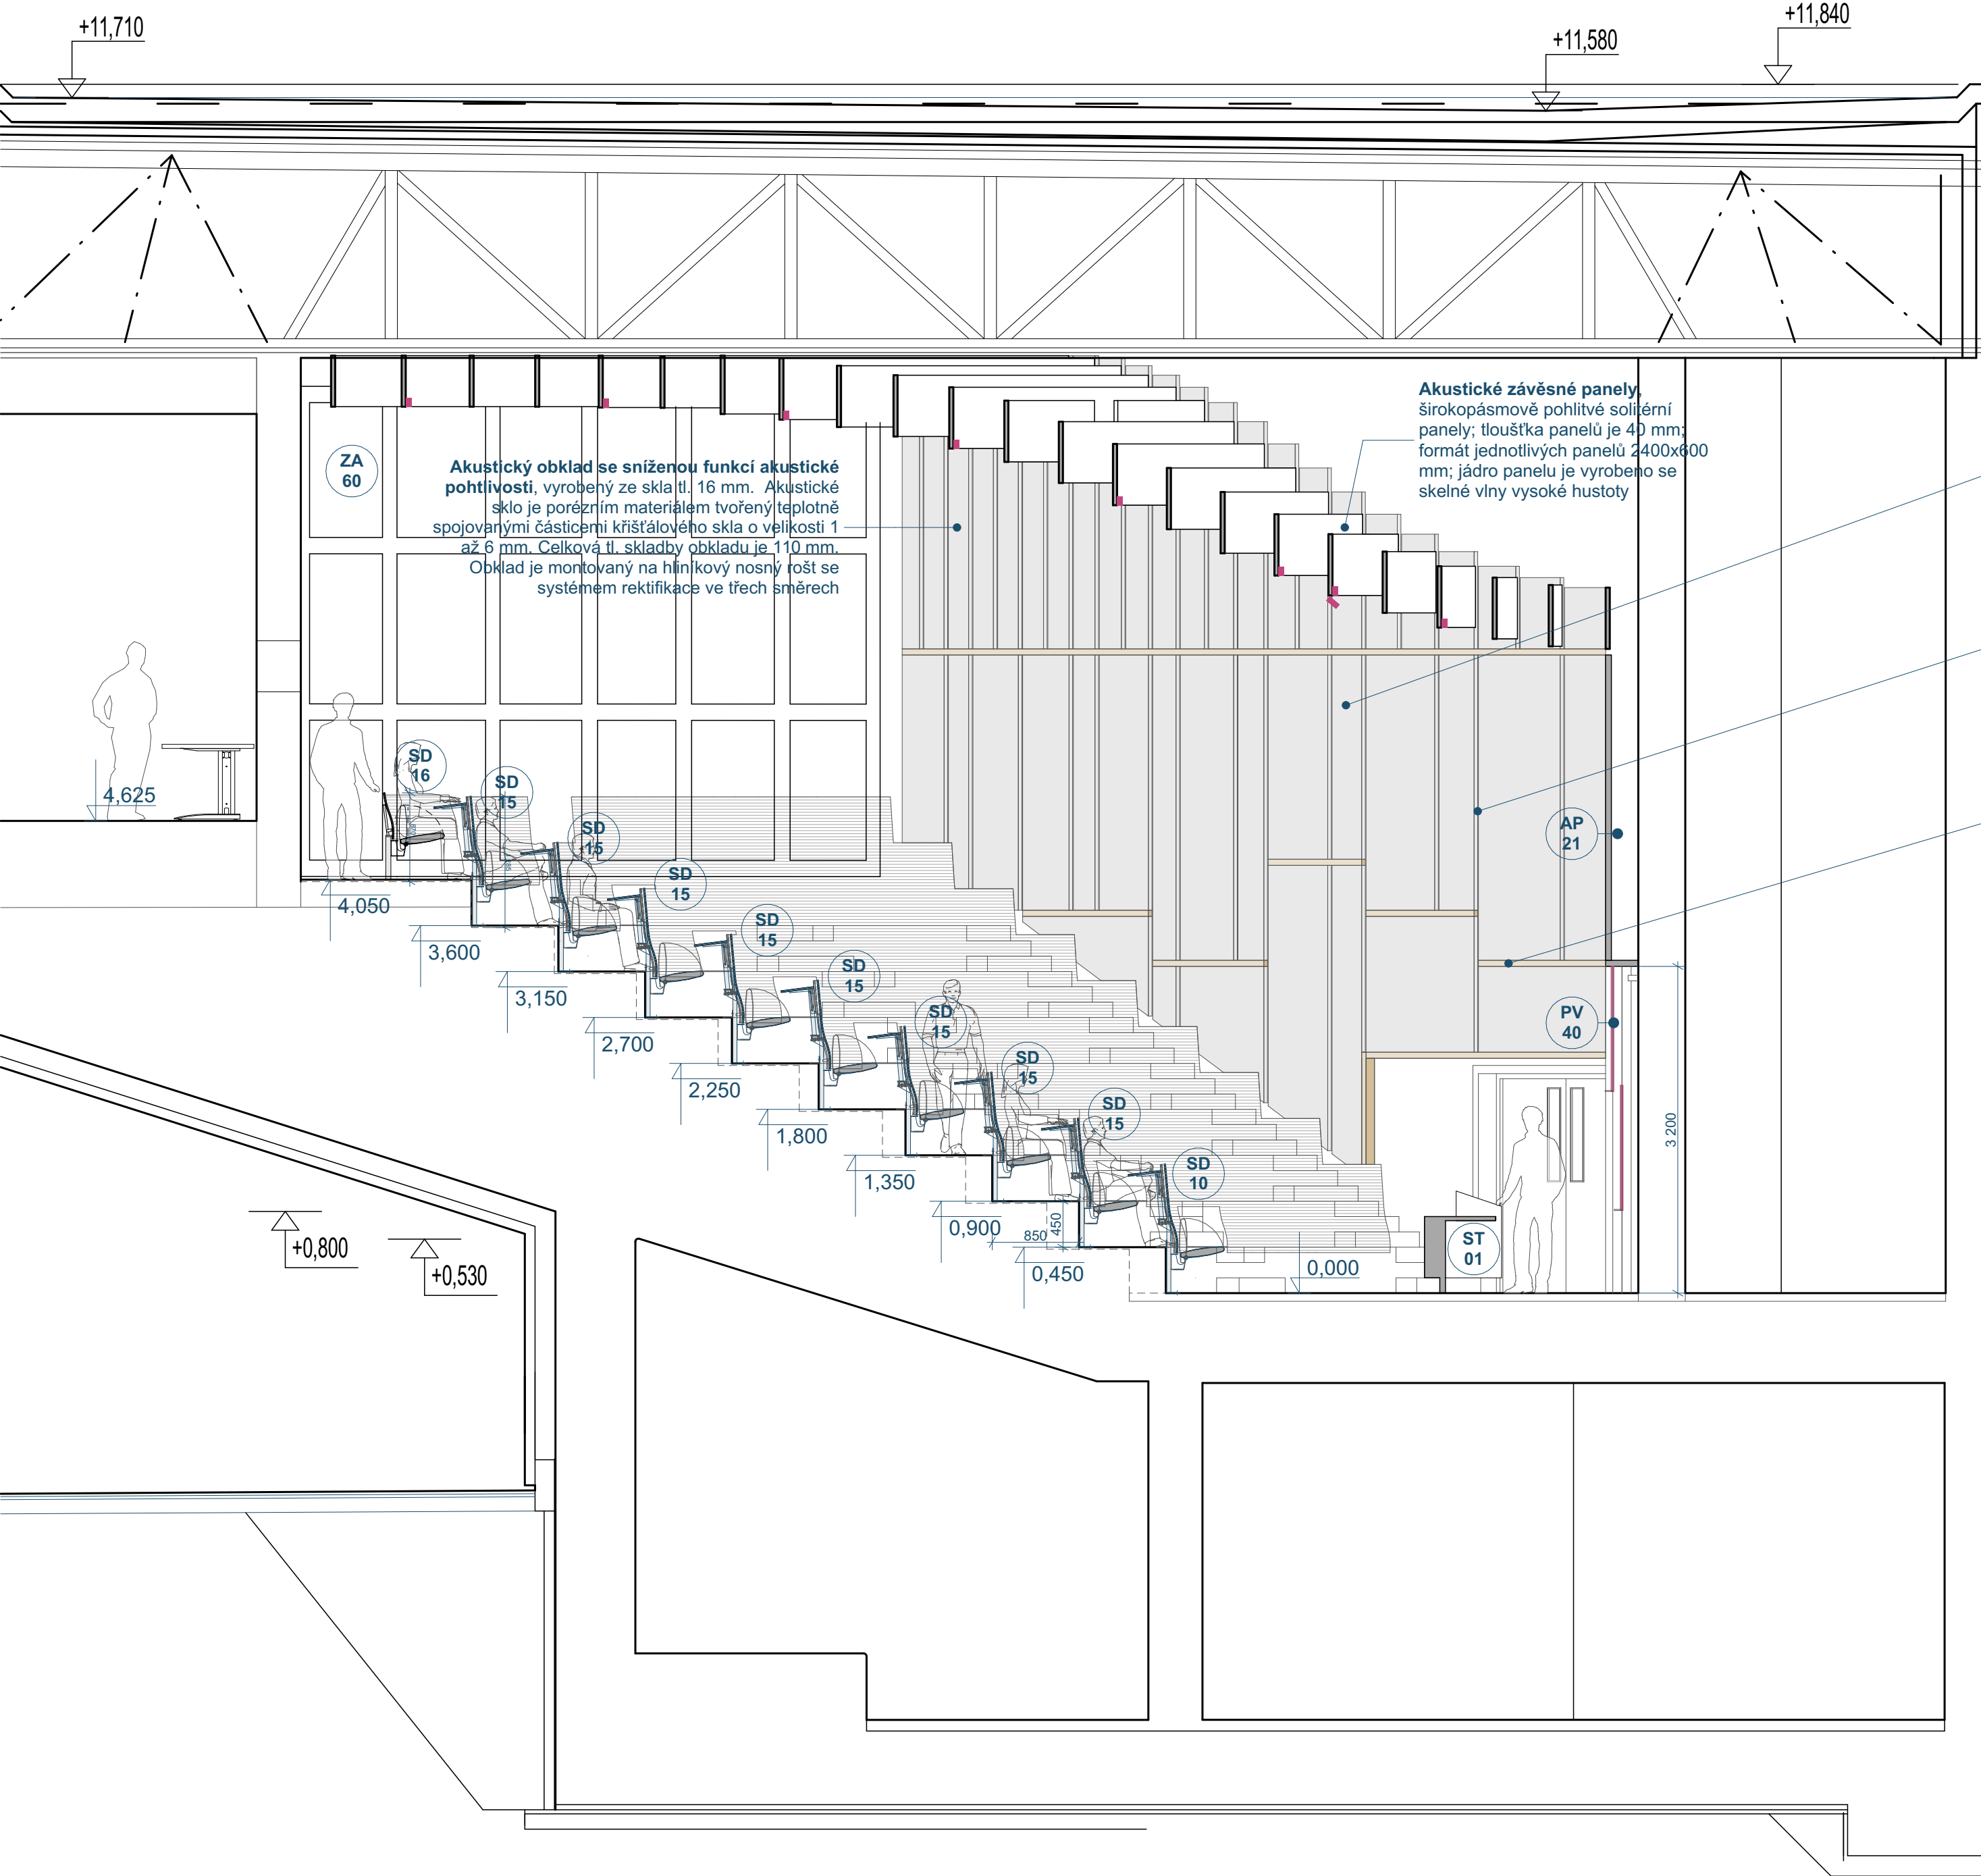 +11,710
+11,580
+11,840
Akustické závěsné panely,
širokopásmově pohlitvé solitérní
panely; tloušťka panelů je 40 mm;
formát jednotlivých panelů 2400x600
mm; jádro panelu je vyrobeno se
skelné vlny vysoké hustoty
ZA
60
Akustický obklad se sníženou funkcí akustické
pohtlivosti, vyrobený ze skla tl. 16 mm. Akustické
sklo je porézním materiálem tvořený teplotně
spojovanými částicemi křišťálového skla o velikosti 1
až 6 mm. Celková tl. skladby obkladu je 110 mm.
Obklad je montovaný na hliníkový nosný rošt se
systémem rektifikace ve třech směrech
SD
16
SD
15
SD
15
SD
15
SD
15
SD
15
SD
15
SD
15
SD
15
SD
10
AP
21
PV
40
ST
01
4,625
4,050
3,600
3,150
2,700
2,250
1,800
1,350
0,900
850
450
0,450
0,000
3 200
+0,800
+0,530